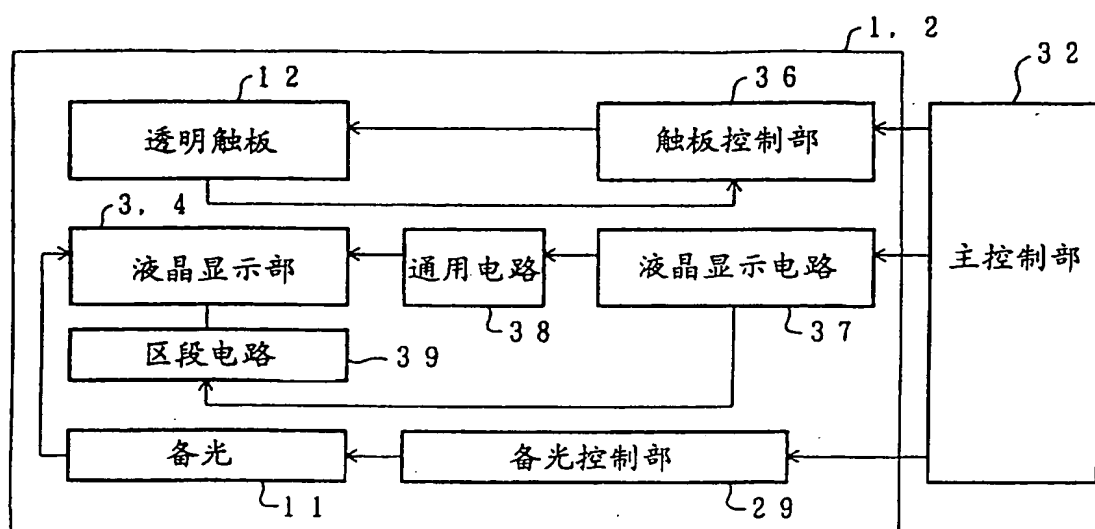 1, 2
32
12
36
透明触板
触板控制部
3, 4
液晶显示部
通用电路
液晶显示电路
主控制部
38
37
区段电路
39
备光
备光控制部
11
29